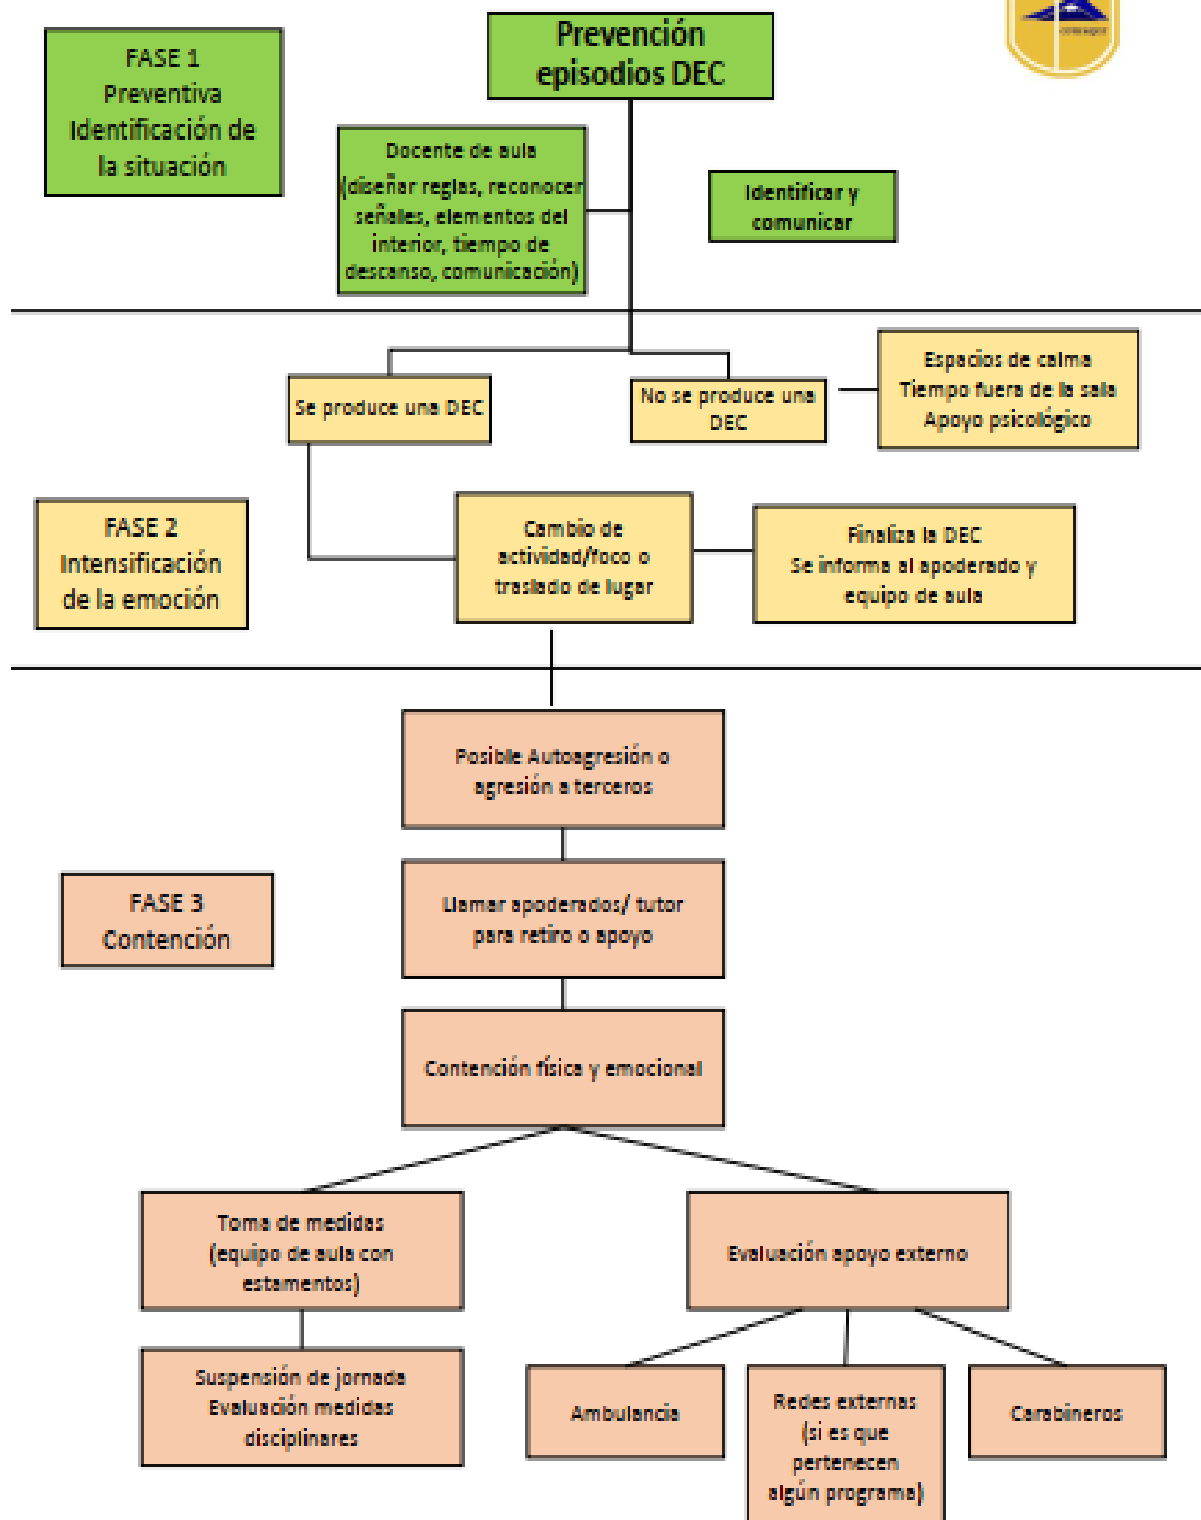 FASE 1
Preventiva
Identificación de
la situación
Prevención
episodios DEC
Docente de aula
(diseñar reglas, reconocer
señales, elementos del
interior, tiempo de
descanso, comunicación)
Identificar y
comunicar
Se produce una DEC
No se produce una
DEC
Espacios de calma
Tiempo fuera de la sala
Apoyo psicológico
FASE 2
Intensificación
de la emoción
Cambio de
actividad/foco o
traslado de lugar
Finaliza la DEC
Se informa al apoderado y
equipo de aula
Posible Autoagresión o
agresión a terceros
FASE 3
Contención
Llamar apoderados/ tutor
para retiro o apoyo
Contención física y emocional
Toma de medidas
(equipo de aula con
estamentos)
Evaluación apoyo externo
Suspensión de jornada
Evaluación medidas
disciplinares
Ambulancia
Redes externas
(si es que
pertenecen
algún programa)
Carabineros